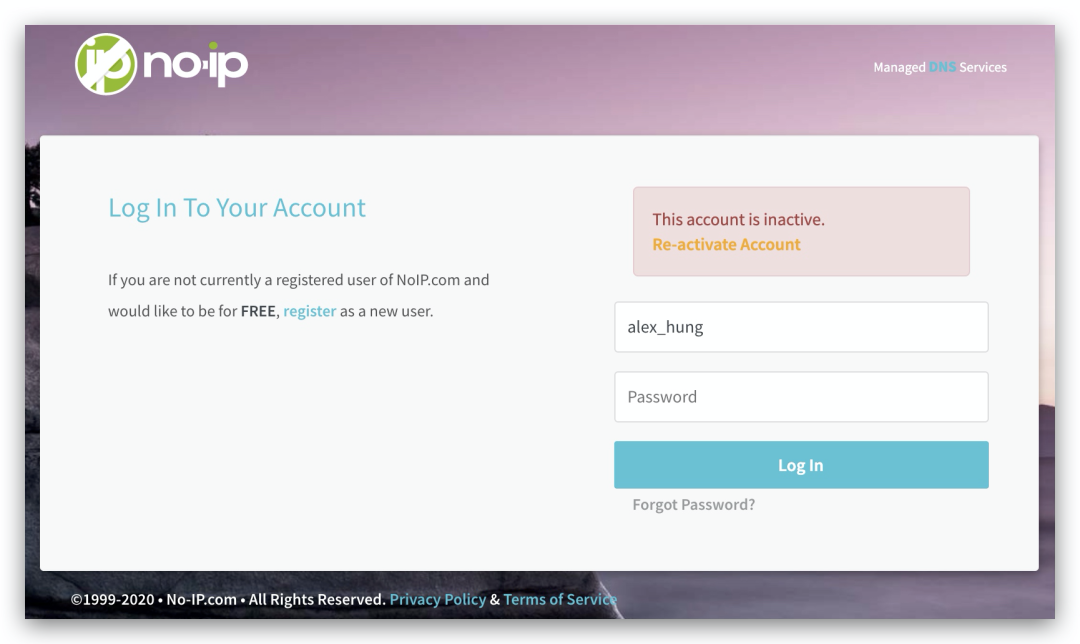 no-ip
Managed DNS Services
Log In To Your Account
If you are not currently a registered user of NoIP.com and
would like to be for FREE, register as a new user.
This account is inactive.
Re-activate Account
alex_hung
Password
Log In
Forgot Password?
©1999-2020 • No-IP.com • All Rights Reserved. Privacy Policy & Terms of Service